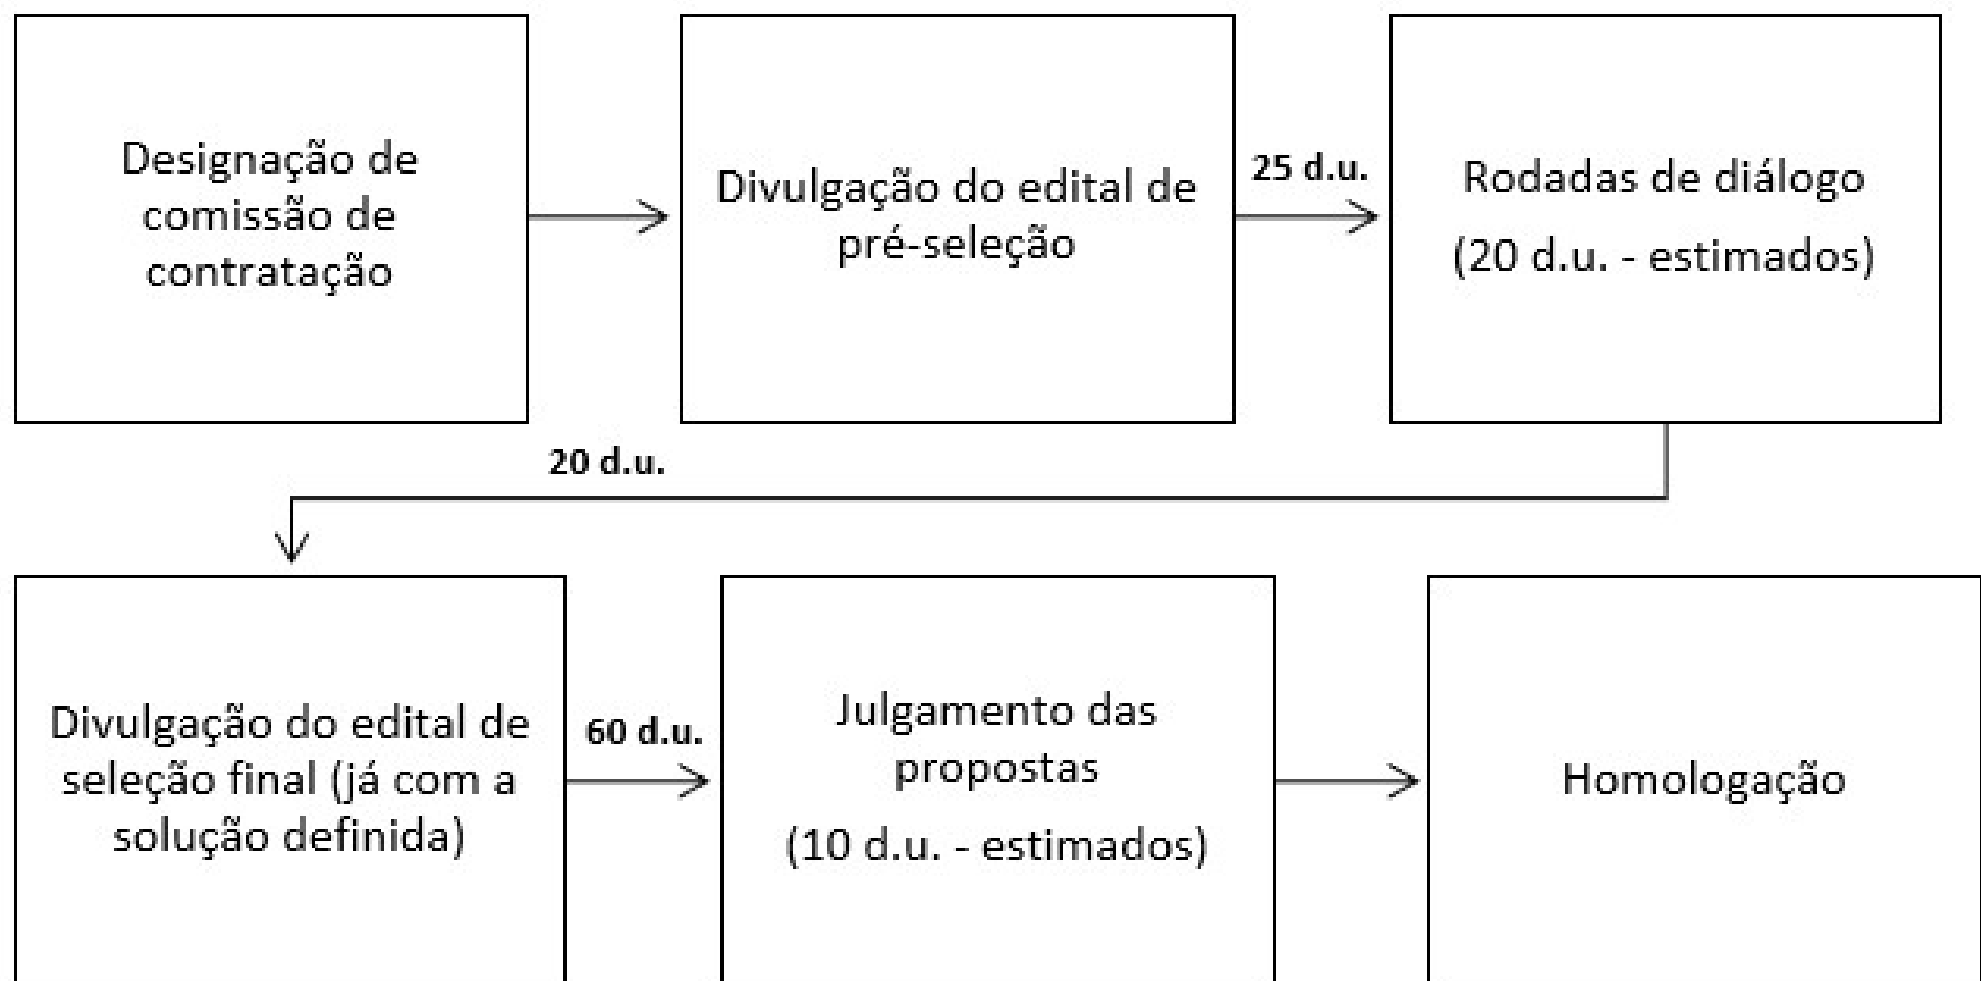 Designação de
comissão de
contratação
Divulgação do edital de
pré-seleção
25 d.u.
Rodadas de diálogo
(20 d.u. - estimados)
20 d.u.
Divulgação do edital de
seleção final (já com a
solução definida)
60 d.u.
Julgamento das
propostas
(10 d.u. - estimados)
Homologação